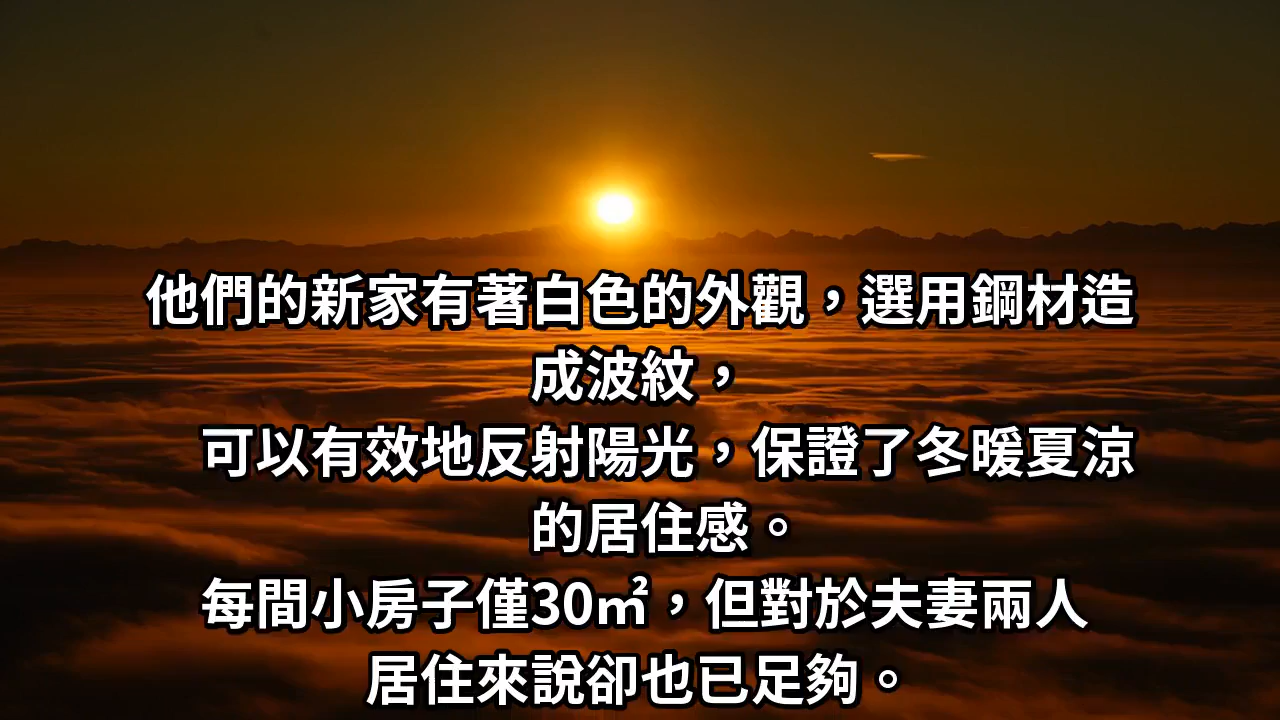 他們的新家有著白色的外觀，選用鋼材造
成波紋，
可以有效地反射陽光，保證了冬暖夏涼
的居住感。
每間小房子僅30㎡，但對於夫妻兩人
居住來說卻也已足夠。